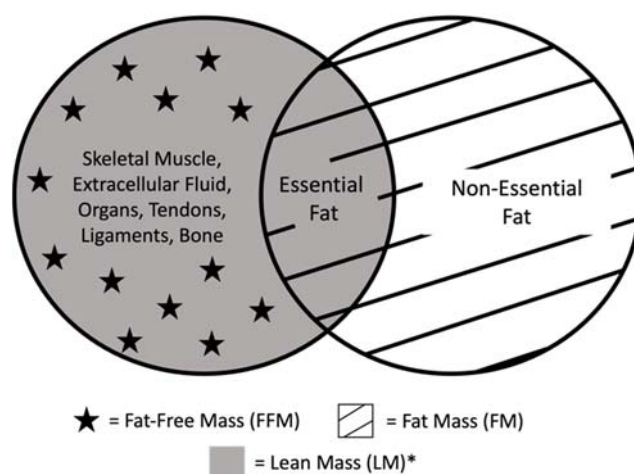 Skeletal Muscle,
Extracellular Fluid,
Organs, Tendons,
Ligaments, Bone
Essential
Fat
Non-Essential
Fat
= Fat-Free Mass (FFM)
= Fat Mass (FM)
= Lean Mass (LM)*